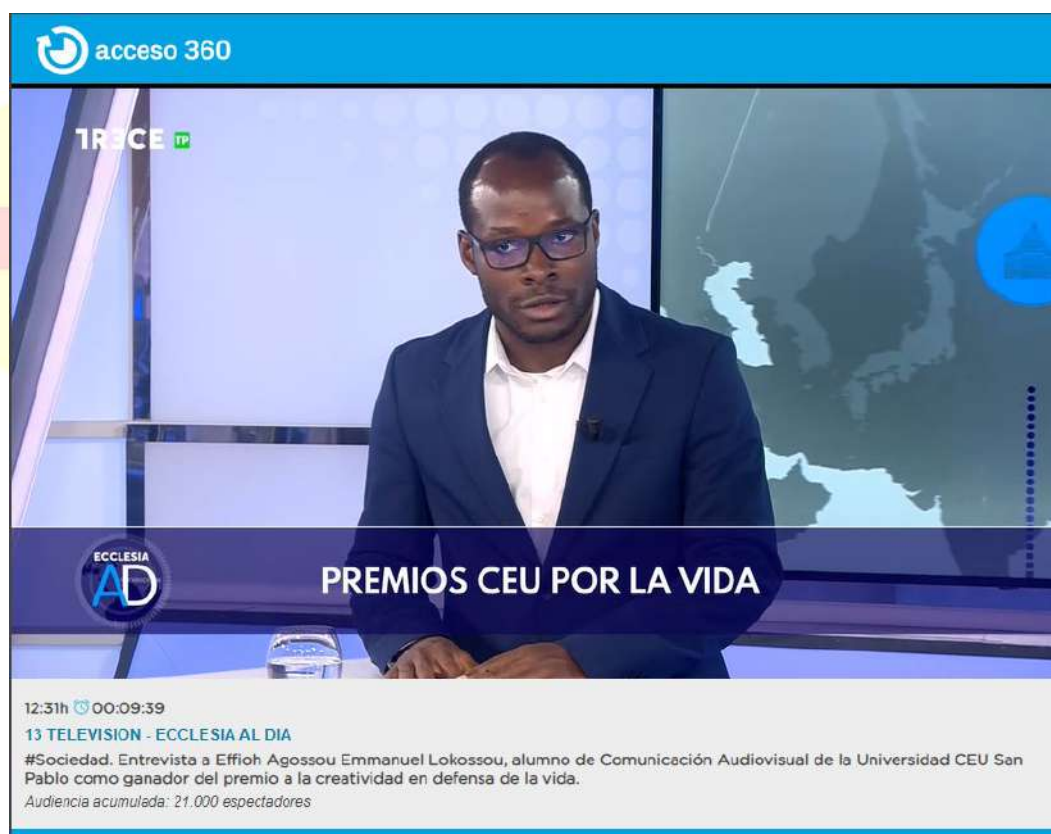 acceso 360
TRECE TP
ECCLESIA
AD
PREMIOS CEU POR LA VIDA
12:31h 00:09:39
13 TELEVISION - ECCLESIA AL DIA
#Sociedad. Entrevista a Effioh Agossou Emmanuel Lokossou, alumno de Comunicación Audiovisual de la Universidad CEU San
Pablo como ganador del premio a la creatividad en defensa de la vida.
Audiencia acumulada: 21.000 espectadores